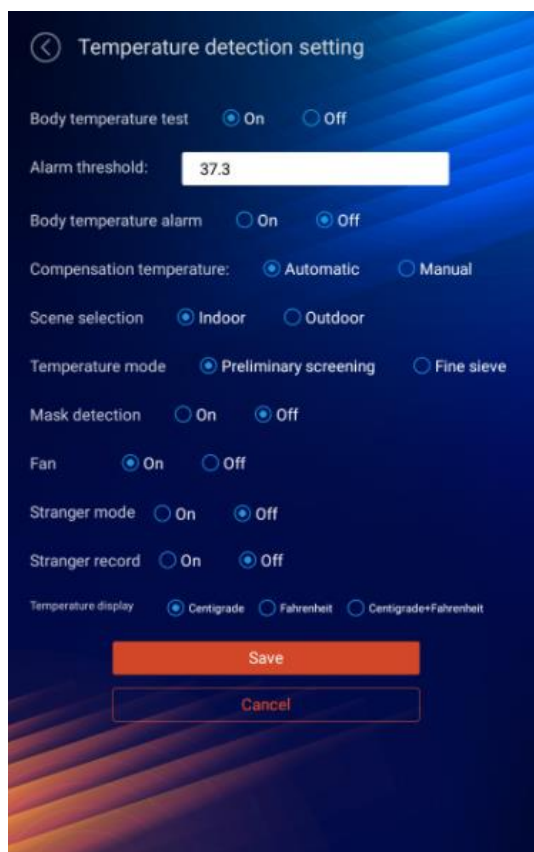 Temperature detection setting
Body temperature test On Off
Alarm threshold: 37.3
Body temperature alarm On Off
Compensation temperature: Automatic Manual
Scene selection Indoor Outdoor
Temperature mode Preliminary screening Fine sieve
Mask detection On Off
Fan On Off
Stranger mode On Off
Stranger record On Off
Temperature display Centigrade Fahrenheit Centigrade+Fahrenheit
Save
Cancel